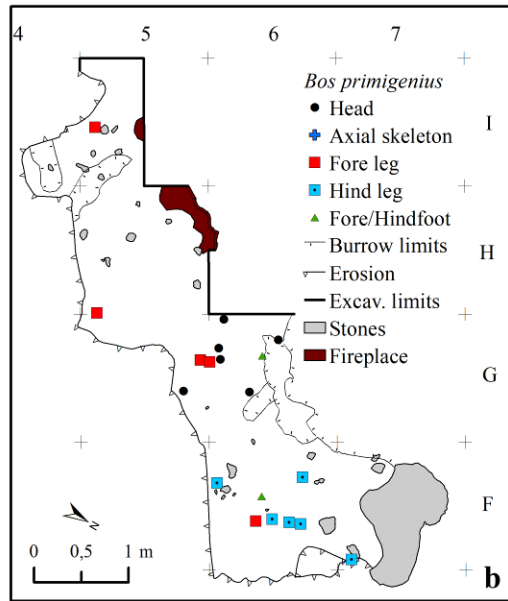 4 5 6 7
Bos primigenius
Head
I
Axial skeleton
Fore leg
Hind leg
Fore/Hindfoot
Burrow limits
H
Erosion
Excav. limits
Stones
Fireplace
G
F
N
0 0,5 1 m
b